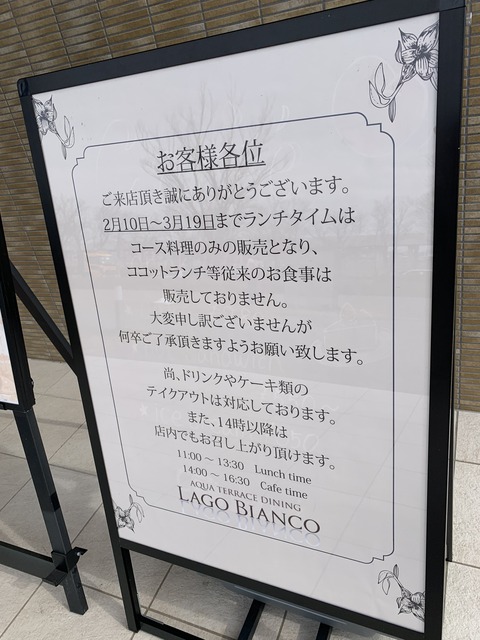 お客様各位
ご来店頂き誠にありがとうございます。
2月10日～3月19日までランチタイムは
コース料理のみの販売となり、
ココットランチ等従来のお食事は
販売しておりません。
大変申し訳ございませんが
何卒ご了承頂きますようお願い致します。
尚、ドリンクやケーキ類の
テイクアウトは対応しております。
また、14時以降は
店内でもお召し上がり頂けます。
11:00～13:30 Lunch time
14:00～16:30 Cafe time
AQUA TERRACE DINING
LAGO BIANCO